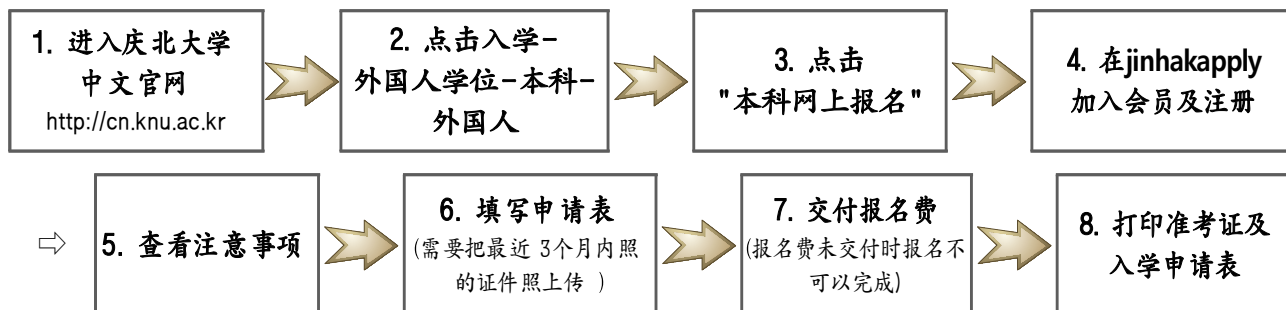 1. 进入庆北大学
中文官网
http://cn.knu.ac.kr
2. 点击入学-
外国人学位-本科-
外国人
3. 点击
"本科网上报名"
4. 在jinhakapply
加入会员及注册
5. 查看注意事项
6. 填写申请表
(需要把最近 3个月内照
的证件照上传 )
7. 交付报名费
(报名费未交付时报名不
可以完成)
8. 打印准考证及
入学申请表